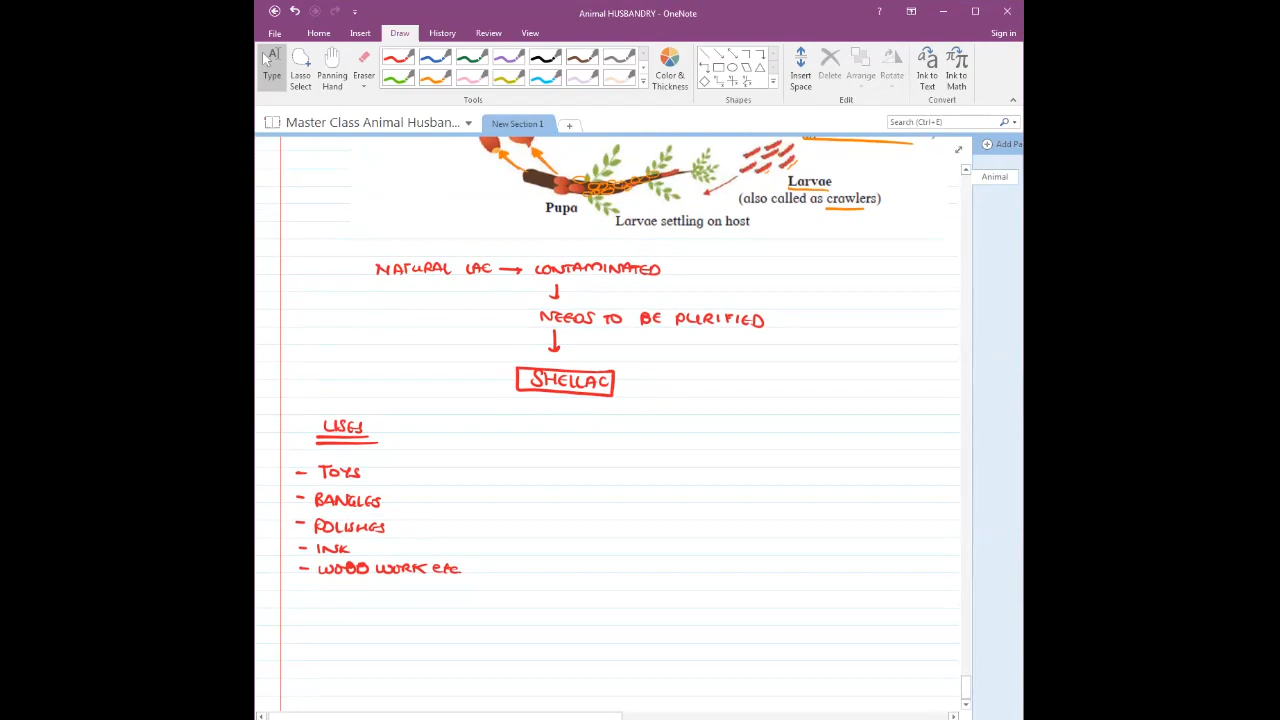 Animal HUSBANDRY - OneNote
?
File Home Insert Draw History Review View
Sign in
Type
Lasso Select
Panning Hand
Eraser
Color & Thickness
Insert Space
Delete
Arrange
Rotate
Ink to Text
Ink to Math
Tools
Shapes
Edit
Convert
Master Class Animal Husban...
New Section 1
Search (Ctrl+E)
Add Pa
Animal
Larvae
(also called as crawlers)
Pupa
Larvae settling on host
NATURAL LAC → CONTAMINATED
↓
NEEDS TO BE PURIFIED
↓
SHELLAC
USES
- TOYS
- BANGLES
- POLISHES
- INK
- WOOD WORK etc